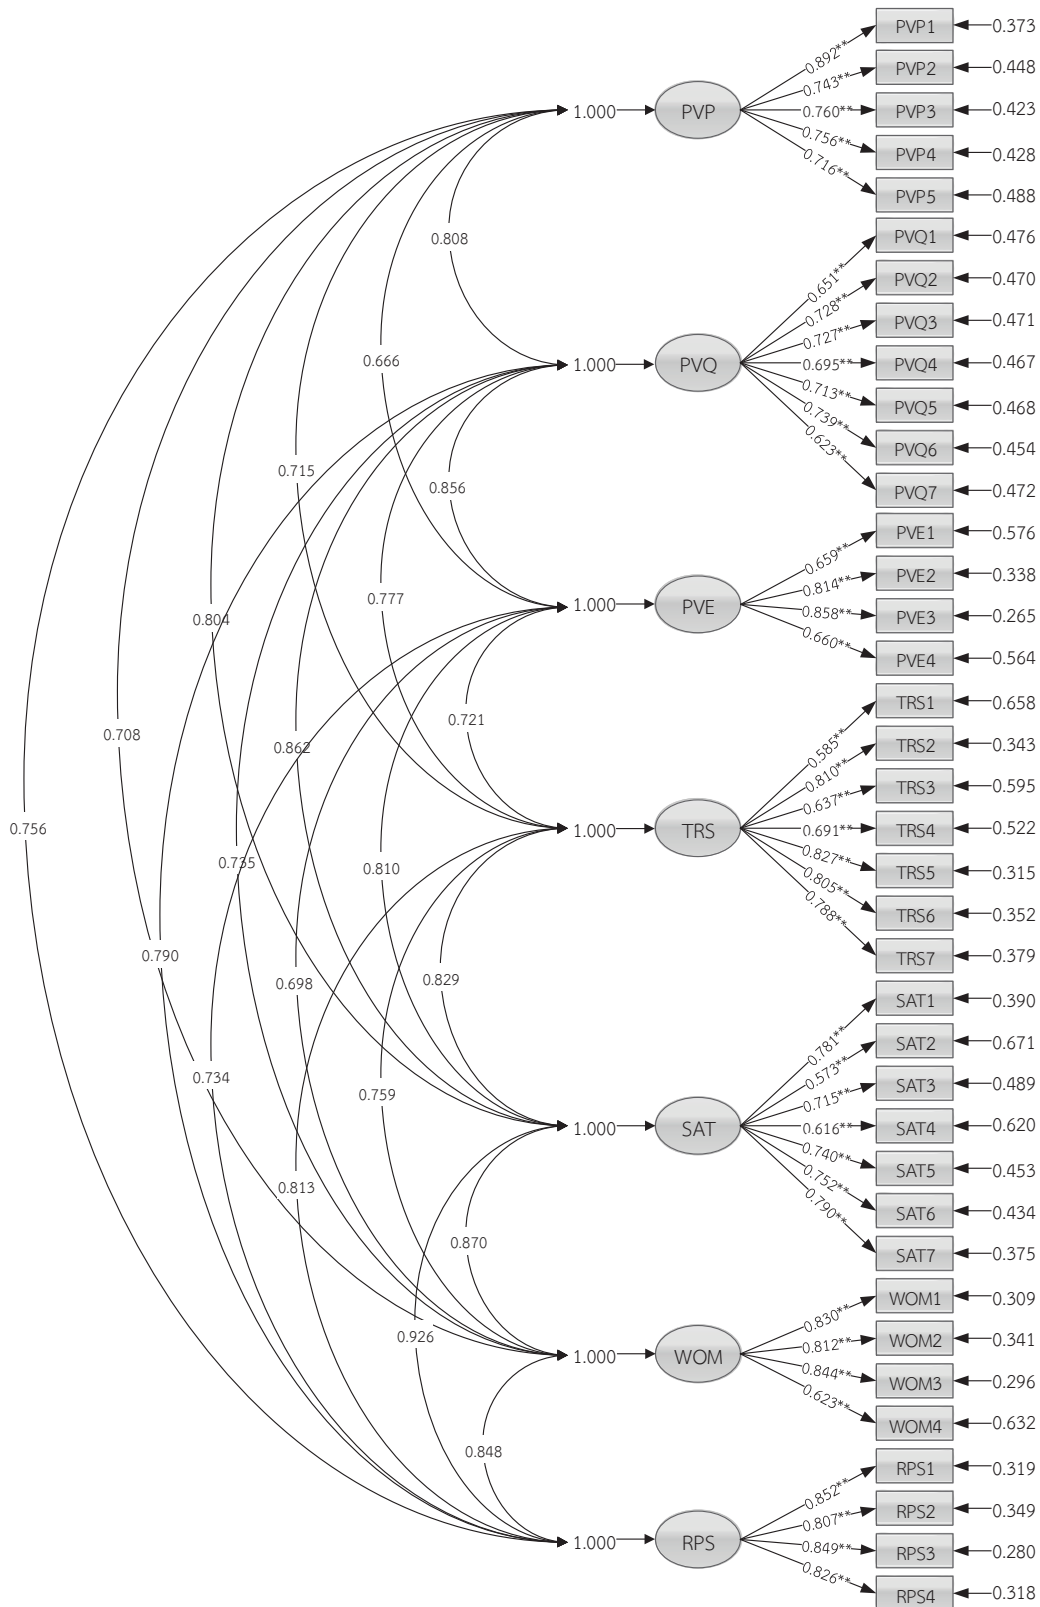 PVP1 0.373
0.892**
PVP2 0.448
0.743**
1.000 PVP 0.760** PVP3 0.423
0.756**
PVP4 0.428
0.716**
PVP5 0.488
PVQ1 0.476
0.808
0.651**
PVQ2 0.470
0.728**
PVQ3 0.471
0.727**
0.666 1.000 PVQ 0.695** PVQ4 0.467
0.713**
PVQ5 0.468
0.739**
PVQ6 0.454
0.623**
0.715
0.856 PVQ7 0.472
PVE1 0.576
0.659**
PVE2 0.338
0.814**
0.777 1.000 PVE
0.858** PVE3 0.265
0.804
0.660**
PVE4 0.564
TRS1 0.658
0.721
0.708
0.585**
0.862 TRS2 0.343
0.810**
TRS3 0.595
0.637**
0.756 1.000 TRS 0.691** TRS4 0.522
0.827**
0.735 0.810 TRS5 0.315
0.805**
TRS6 0.352
0.788**
0.790 TRS7 0.379
0.698 0.829
SAT1 0.390
0.781**
SAT2 0.671
0.573**
0.734 SAT3 0.489
0.759 0.715**
1.000 SAT 0.616** SAT4 0.620
0.740**
SAT5 0.453
0.813
0.752**
SAT6 0.434
0.790**
0.870
SAT7 0.375
WOM1 0.309
0.830**
0.926
0.812** WOM2 0.341
1.000 WOM
0.844** WOM3 0.296
0.623**
WOM4 0.632
0.848
RPS1 0.319
0.852**
RPS2 0.349
0.807**
1.000 RPS
0.849** RPS3 0.280
0.826**
RPS4 0.318